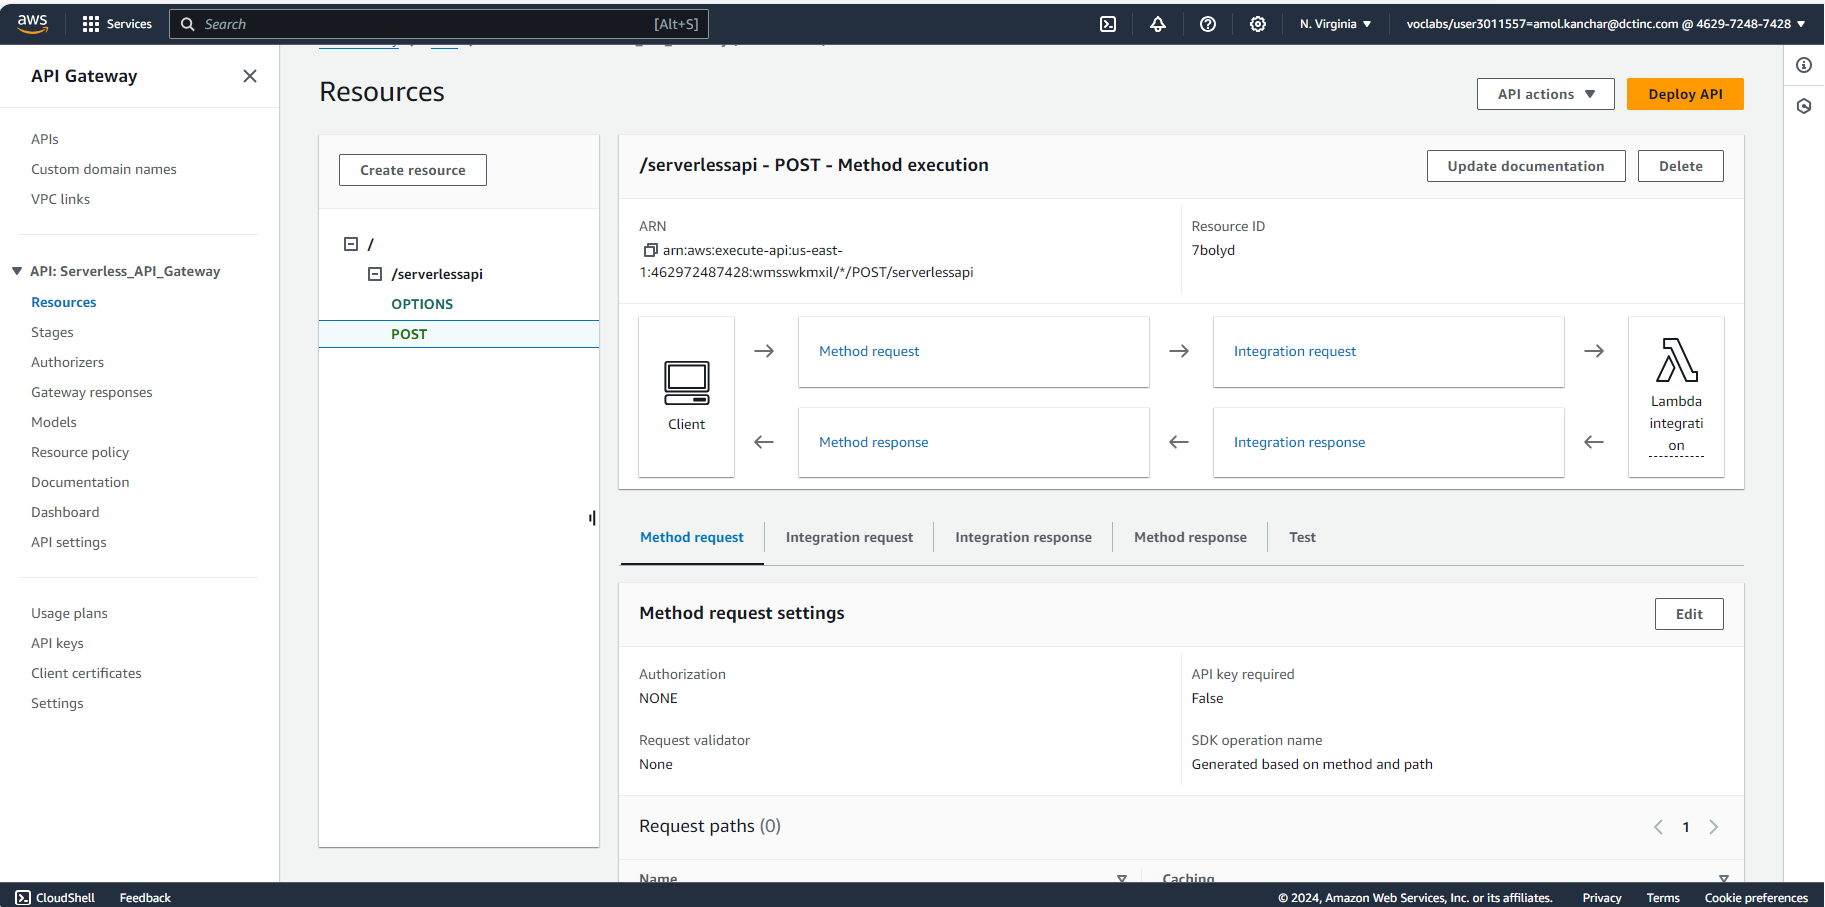 aws
Services
Search
[Alt+S]
N. Virginia
voclabs/user3011557=amol.kanchar@dctinc.com @ 4629-7248-7428
API Gateway
APIs
Custom domain names
VPC links
API: Serverless_API_Gateway
Resources
Stages
Authorizers
Gateway responses
Models
Resource policy
Documentation
Dashboard
API settings
Usage plans
API keys
Client certificates
Settings
Resources
API actions
Deploy API
Create resource
/
/serverlessapi
OPTIONS
POST
/serverlessapi - POST - Method execution
Update documentation
Delete
ARN
arn:aws:execute-api:us-east-
1:462972487428:wmsswkmxil/*/POST/serverlessapi
Resource ID
7bolyd
Client
Method request
Integration request
Method response
Integration response
Lambda
integrati
on
Method request
Integration request
Integration response
Method response
Test
Method request settings
Edit
Authorization
NONE
API key required
False
Request validator
None
SDK operation name
Generated based on method and path
Request paths (0)
1
Name
Caching
CloudShell
Feedback
© 2024, Amazon Web Services, Inc. or its affiliates.
Privacy
Terms
Cookie preferences